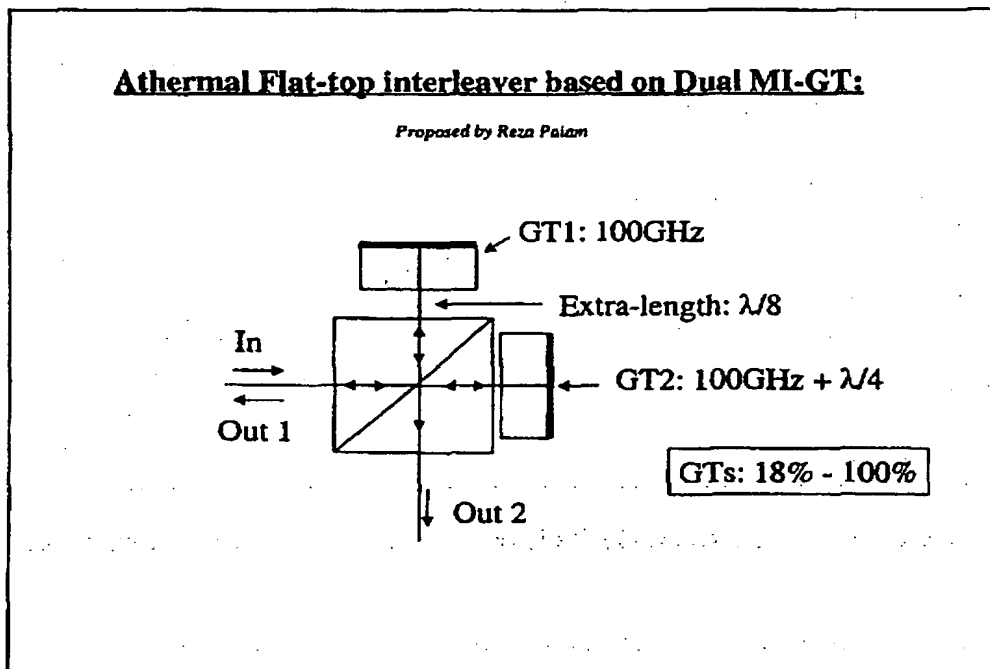 Athermal Flat-top interleaver based on Dual MI-GT:
Proposed by Reza Paiam
GT1: 100GHz
Extra-length: λ/8
In
GT2: 100GHz + λ/4
Out 1
GTs: 18% - 100%
Out 2